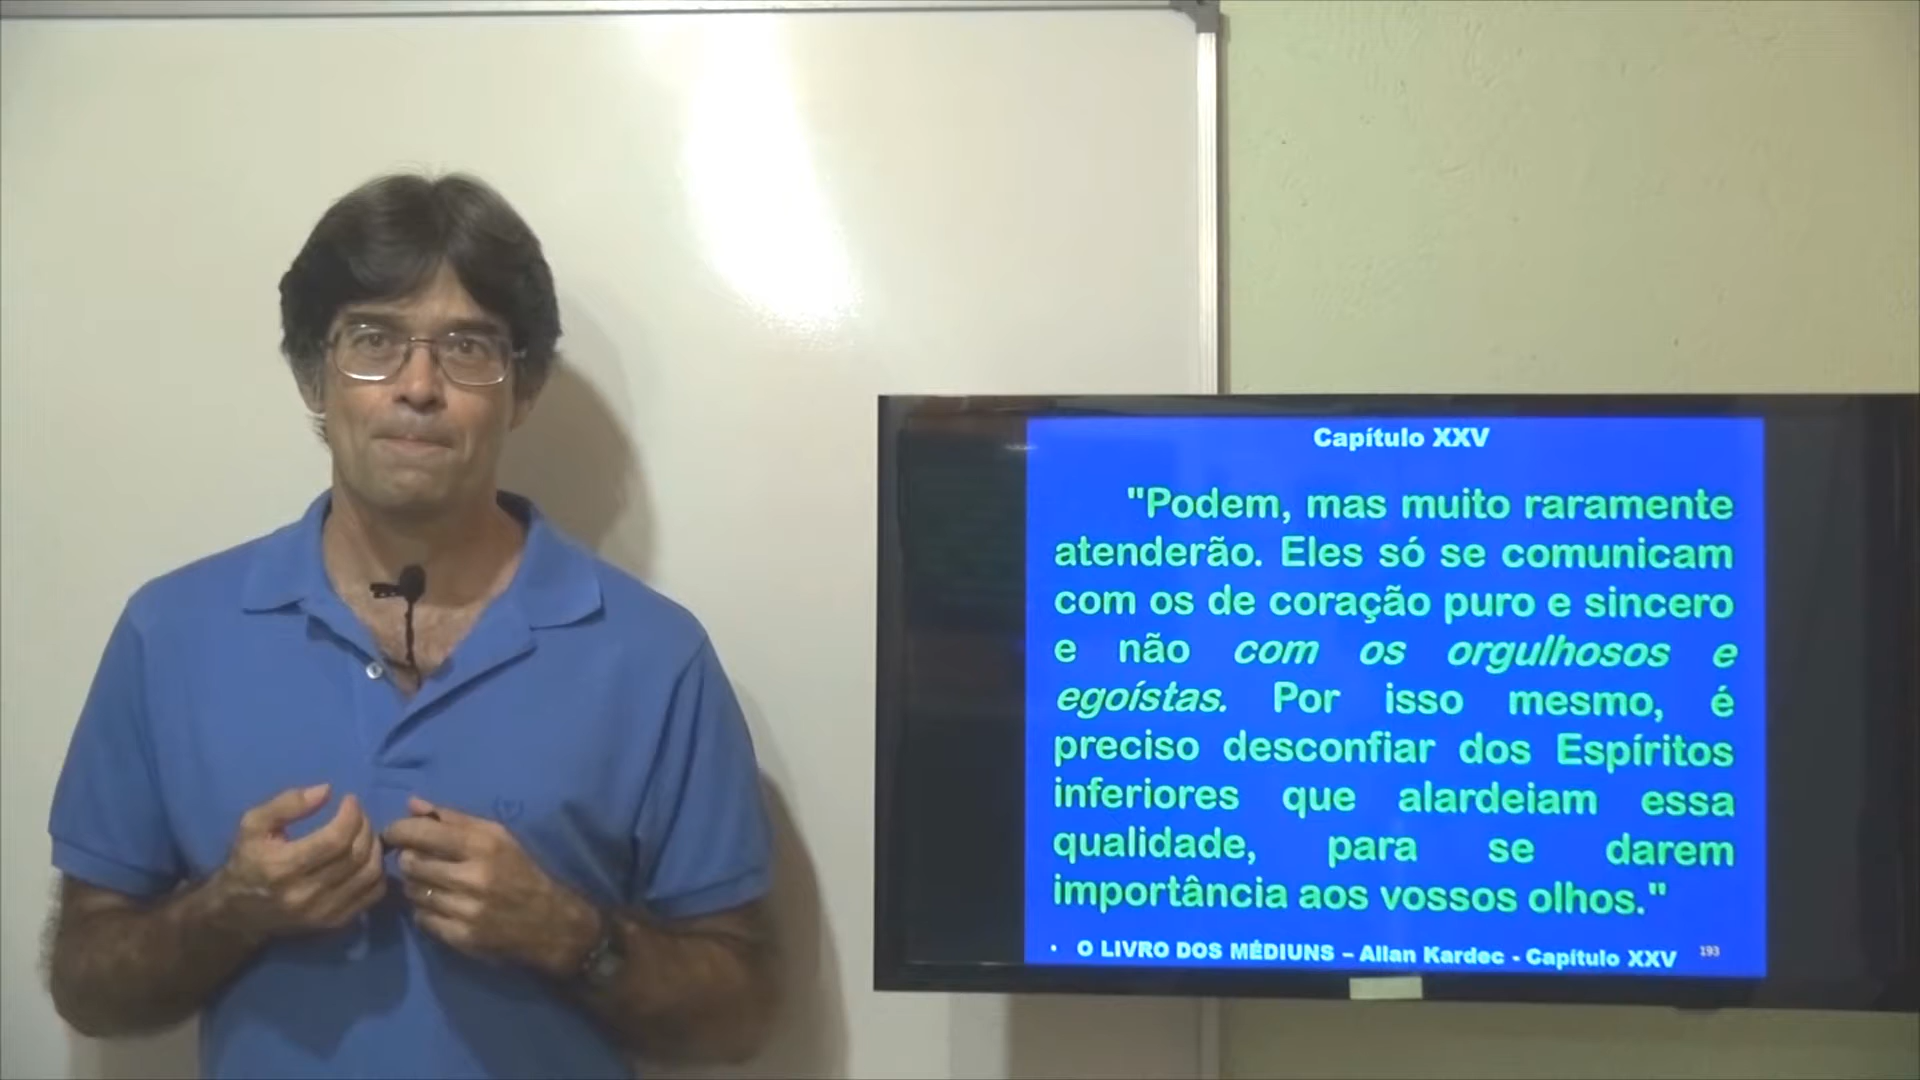 Capítulo XXV
"Podem, mas muito raramente
atenderão. Eles só se comunicam
com os de coração puro e sincero
e não com os orgulhosos e
egoístas. Por isso mesmo, é
preciso desconfiar dos Espíritos
inferiores que alardeiam essa
qualidade, para se darem
importância aos vossos olhos."
• O LIVRO DOS MÉDIUNS – Allan Kardec - Capítulo XXV 193